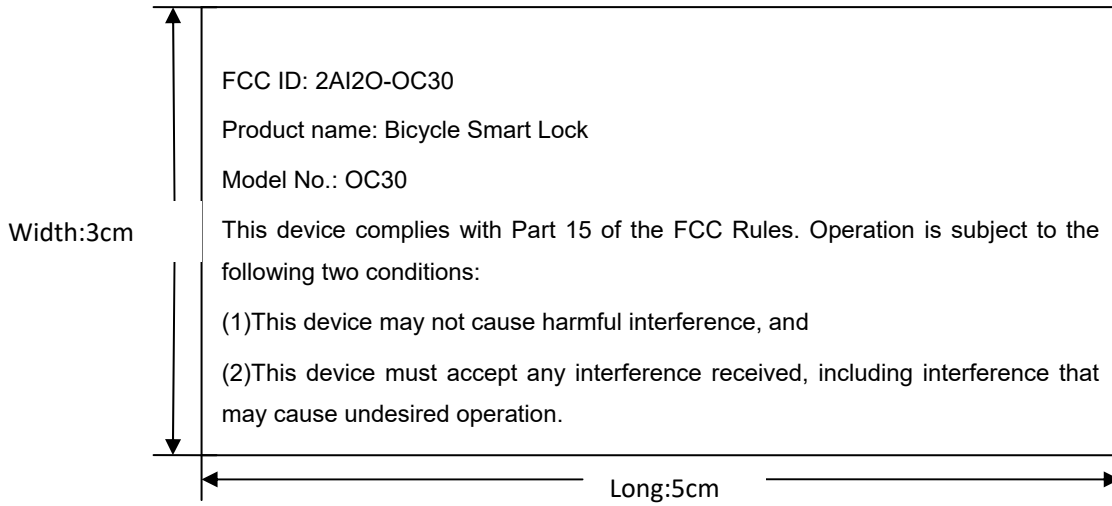 FCC ID: 2AI2O-OC30
Product name: Bicycle Smart Lock
Model No.: OC30
Width:3cm
This device complies with Part 15 of the FCC Rules. Operation is subject to the
following two conditions:
(1)This device may not cause harmful interference, and
(2)This device must accept any interference received, including interference that
may cause undesired operation.
Long:5cm